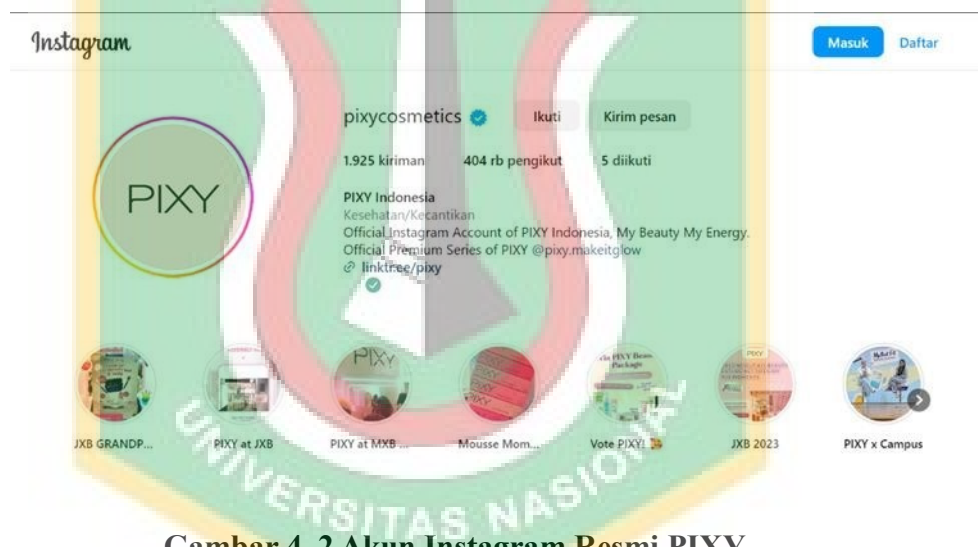 Instagram
Masuk Daftar
pixycosmetics Ikuti Kirim pesan
1.925 kiriman 404 rb pengikut 5 diikuti
PIXY
PIXY Indonesia
Kesehatan/Kecantikan
Official Instagram Account of PIXY Indonesia, My Beauty My Energy.
Official Premium Series of PIXY @pixy.makeitglow
linktr.ee/pixy
PIXY
JXB GRANDP...
PIXY at JXB
PIXY at MXB ...
Mousse Mom...
Vote PIXY!
JXB 2023
PIXY x Campus
UNIVERSITAS NASIONAL
Gambar 4. 2 Akun Instagram Resmi PIXY